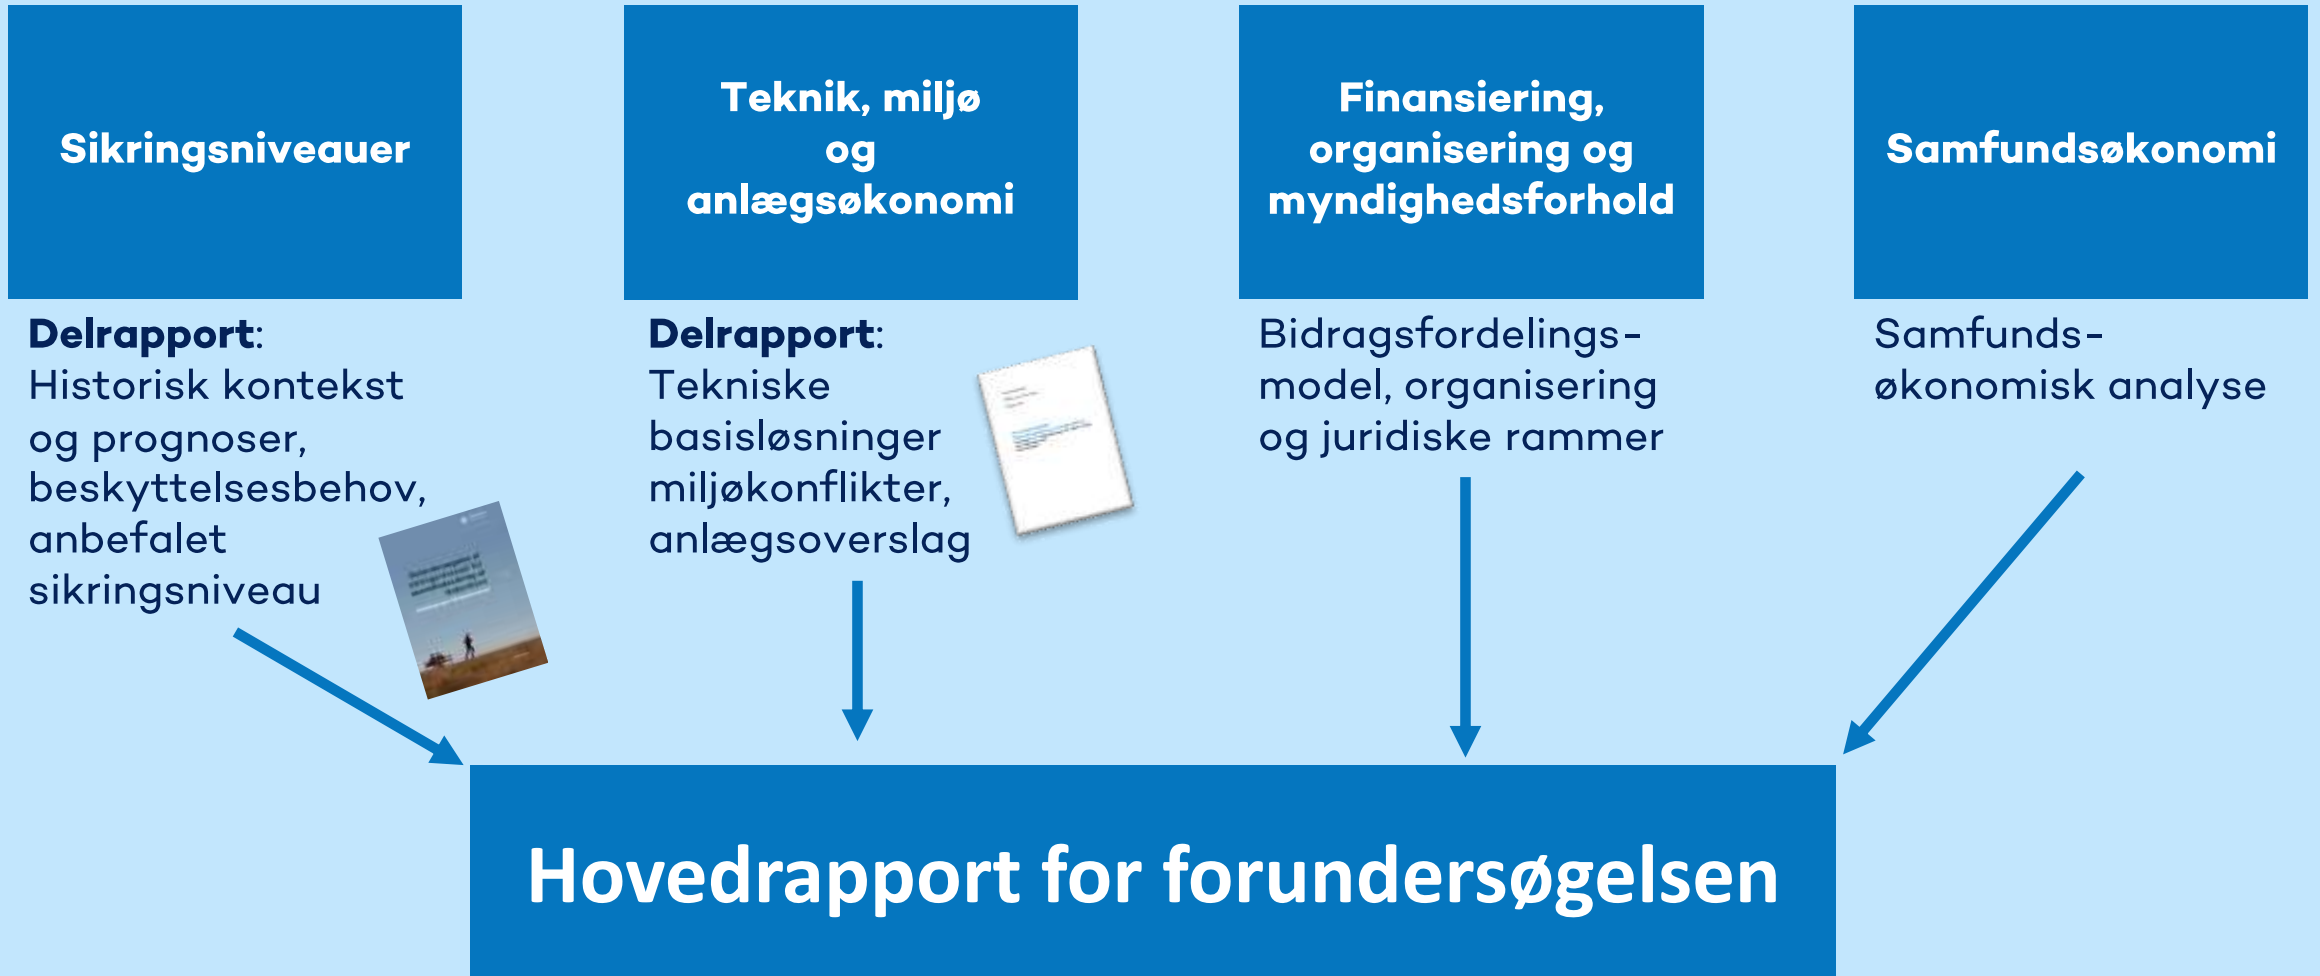 Sikringsniveauer
Teknik, miljø
og
anlægsøkonomi
Finansiering,
organisering og
myndighedsforhold
Samfundsøkonomi
Delrapport:
Historisk kontekst
og prognoser,
beskyttelsesbehov,
anbefalet
sikringsniveau
Delrapport:
Tekniske
basisløsninger
miljøkonflikter,
anlægsoverslag
Bidragsfordelings-
model, organisering
og juridiske rammer
Samfunds-
økonomisk analyse
Hovedrapport for forundersøgelsen